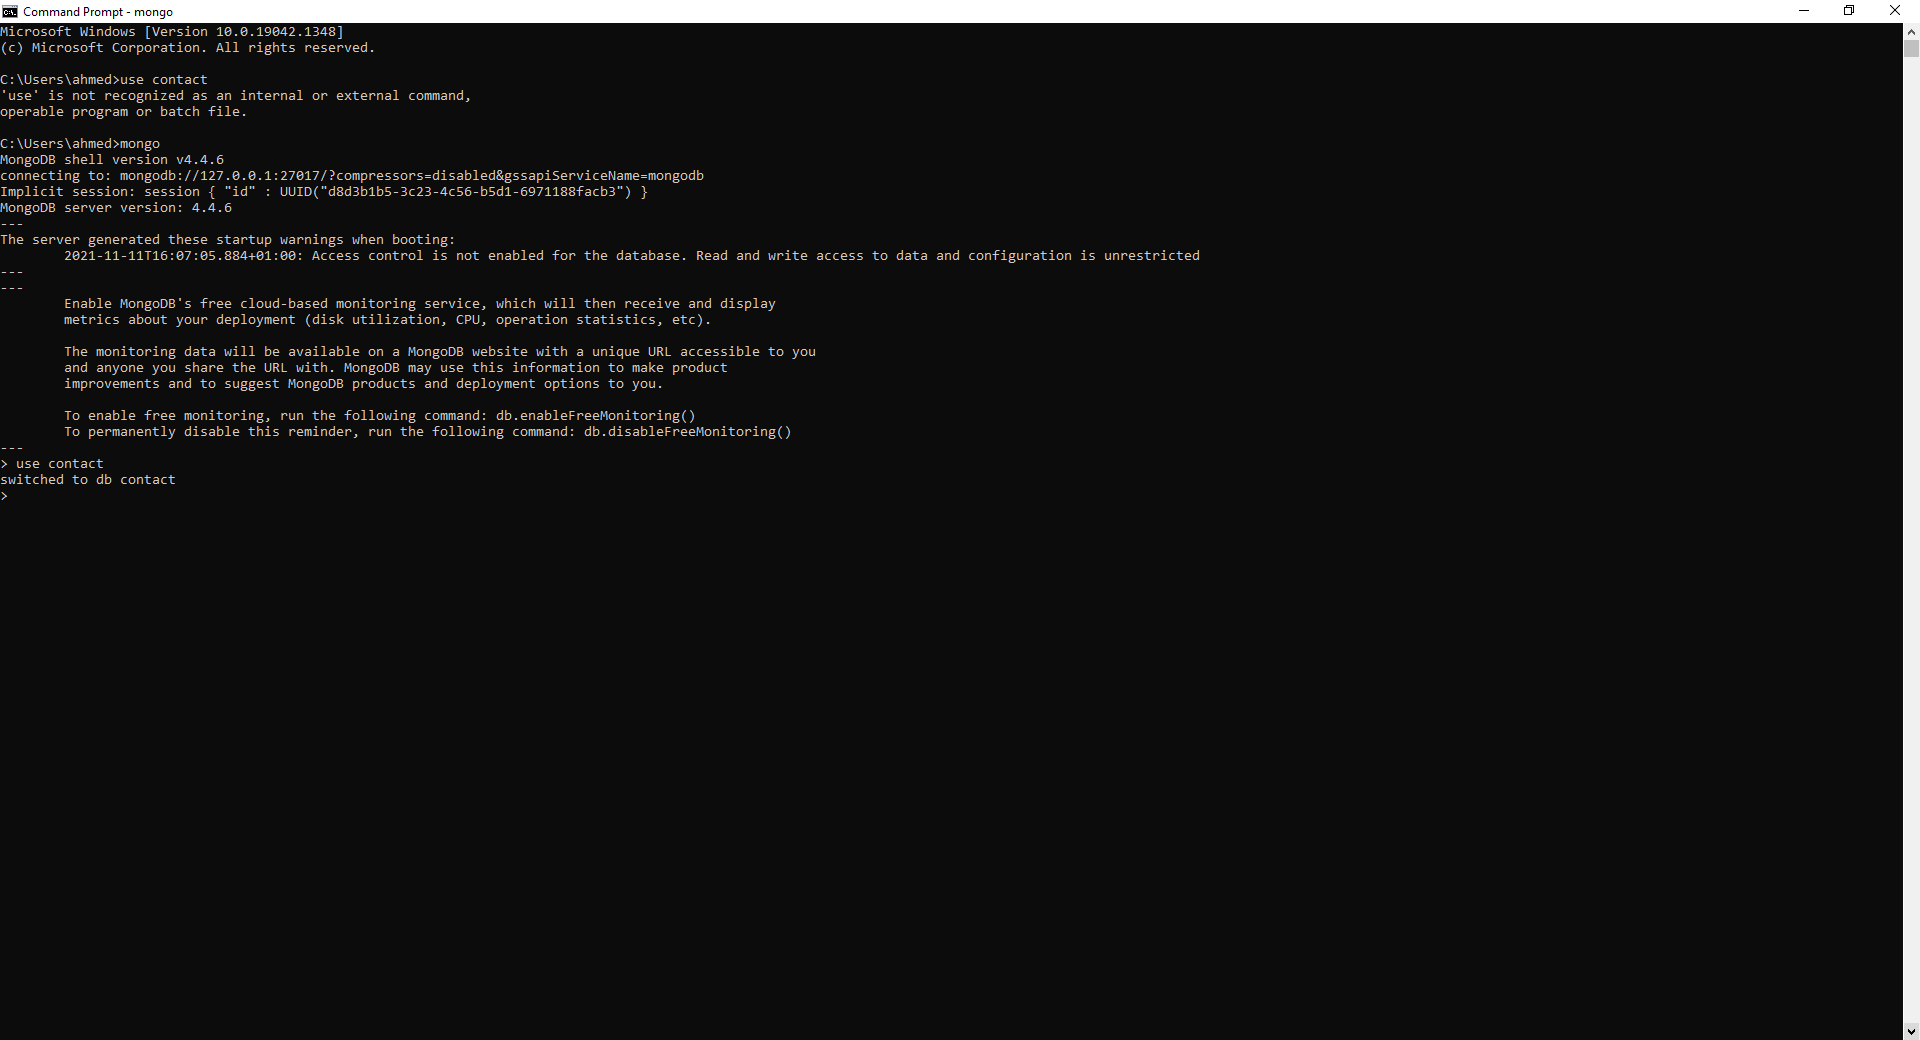 Command Prompt - mongo
Microsoft Windows [Version 10.0.19042.1348]
(c) Microsoft Corporation. All rights reserved.
C:\Users\ahmed>use contact
'use' is not recognized as an internal or external command,
operable program or batch file.
C:\Users\ahmed>mongo
MongoDB shell version v4.4.6
connecting to: mongodb://127.0.0.1:27017/?compressors=disabled&gssapiServiceName=mongodb
Implicit session: session { "id" : UUID("d8d3b1b5-3c23-4c56-b5d1-6971188facb3") }
MongoDB server version: 4.4.6
---
The server generated these startup warnings when booting:
2021-11-11T16:07:05.884+01:00: Access control is not enabled for the database. Read and write access to data and configuration is unrestricted
---
---
Enable MongoDB's free cloud-based monitoring service, which will then receive and display
metrics about your deployment (disk utilization, CPU, operation statistics, etc).
The monitoring data will be available on a MongoDB website with a unique URL accessible to you
and anyone you share the URL with. MongoDB may use this information to make product
improvements and to suggest MongoDB products and deployment options to you.
To enable free monitoring, run the following command: db.enableFreeMonitoring()
To permanently disable this reminder, run the following command: db.disableFreeMonitoring()
---
> use contact
switched to db contact
>